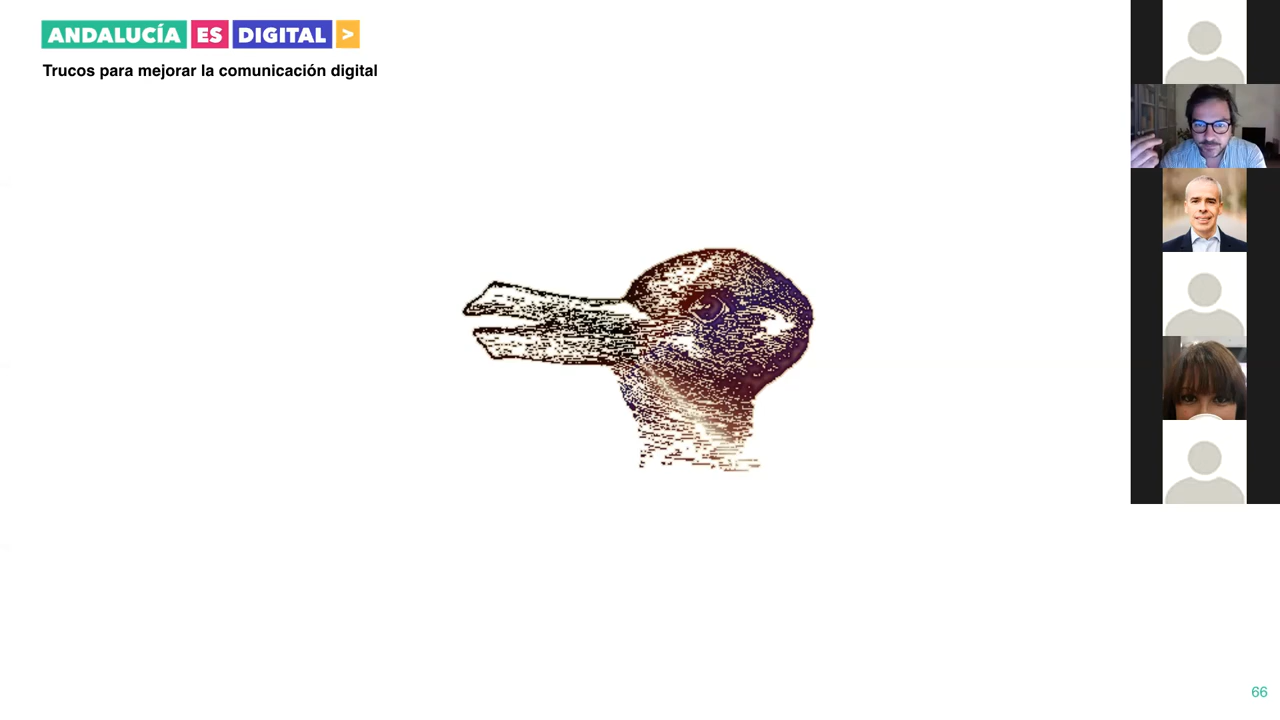 ANDALUCÍA ES DIGITAL >
Trucos para mejorar la comunicación digital
66